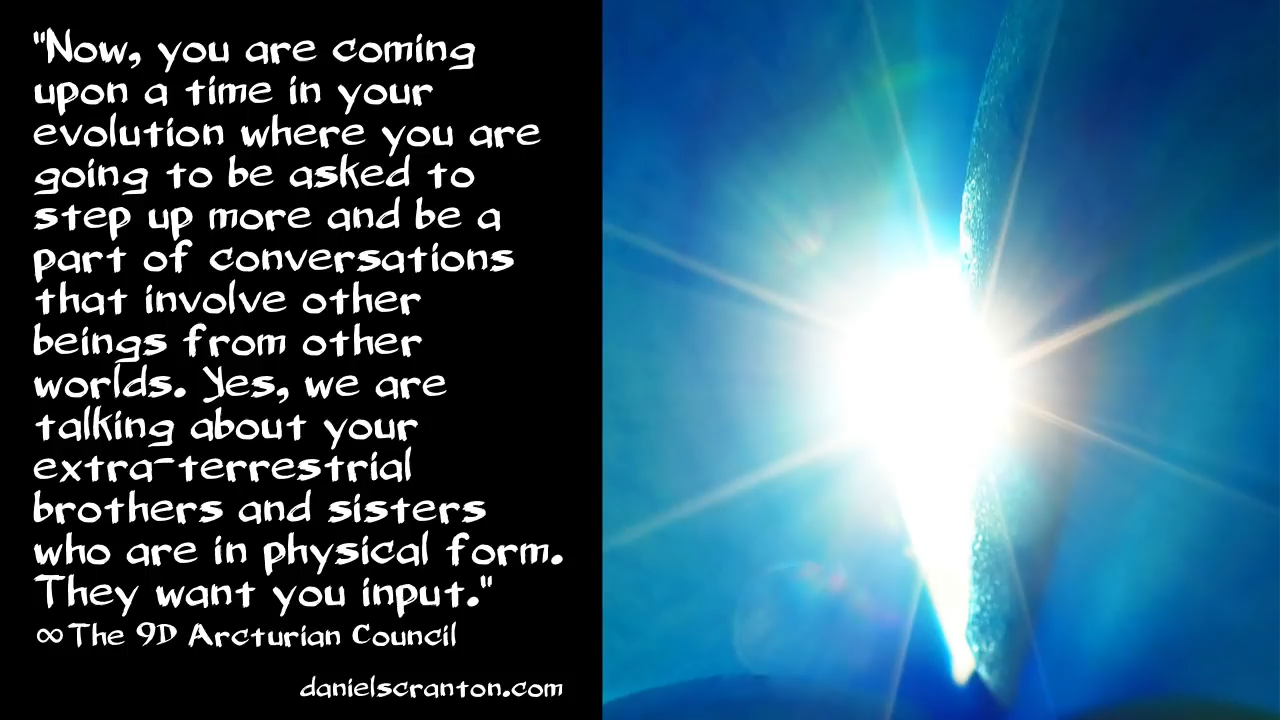 "Now, you are coming
upon a time in your
evolution where you are
going to be asked to
step up more and be a
part of conversations
that involve other
beings from other
worlds. Yes, we are
talking about your
extra-terrestrial
brothers and sisters
who are in physical form.
They want you input."
∞The 9D Arcturian Council
danielscranton.com